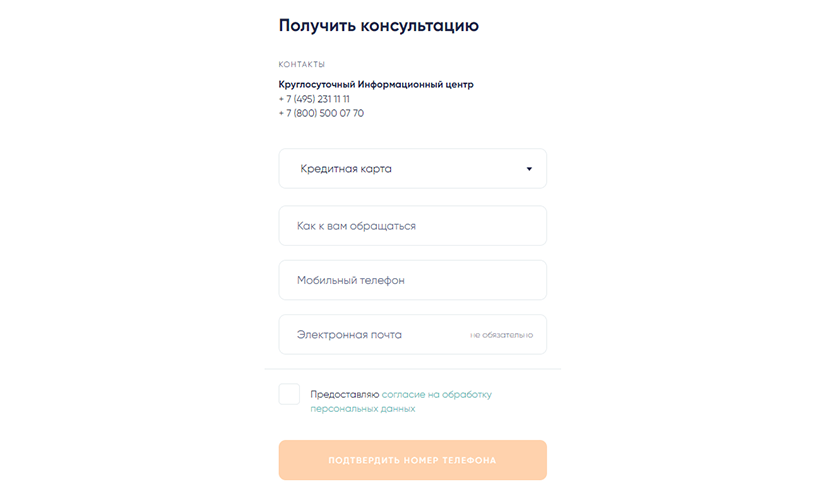 Получить консультацию
КОНТАКТЫ
Круглосуточный Информационный центр
+ 7 (495) 231 11 11
+ 7 (800) 500 07 70
Кредитная карта
Как к вам обращаться
Мобильный телефон
Электронная почта не обязательно
Предоставляю согласие на обработку
персональных данных
ПОДТВЕРДИТЬ НОМЕР ТЕЛЕФОНА